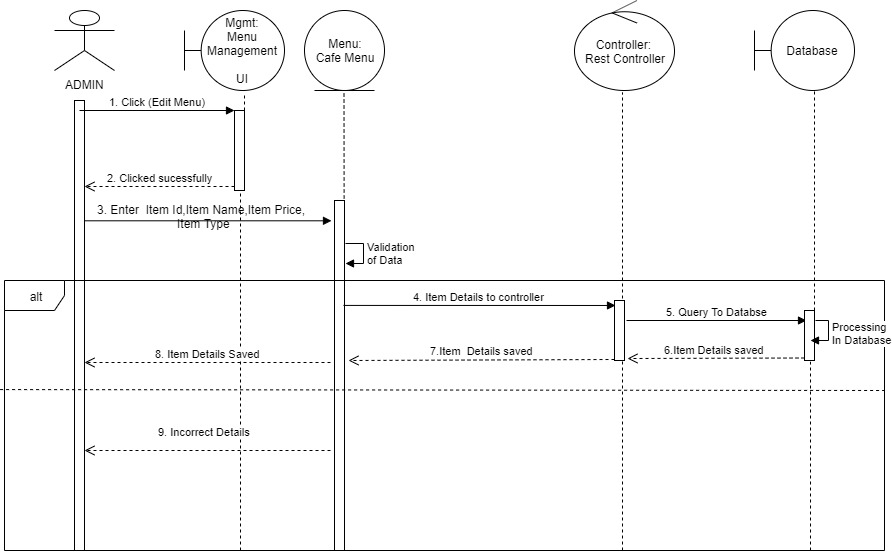 Mgmt:
Menu
Management
UI
Menu:
Cafe Menu
Controller:
Rest Controller
Database
ADMIN
1. Click (Edit Menu)
2. Clicked sucessfully
3. Enter Item Id,Item Name,Item Price,
Item Type
Validation
of Data
alt
4. Item Details to controller
5. Query To Databse
Processing
In Database
6.Item Details saved
7.Item Details saved
8. Item Details Saved
9. Incorrect Details